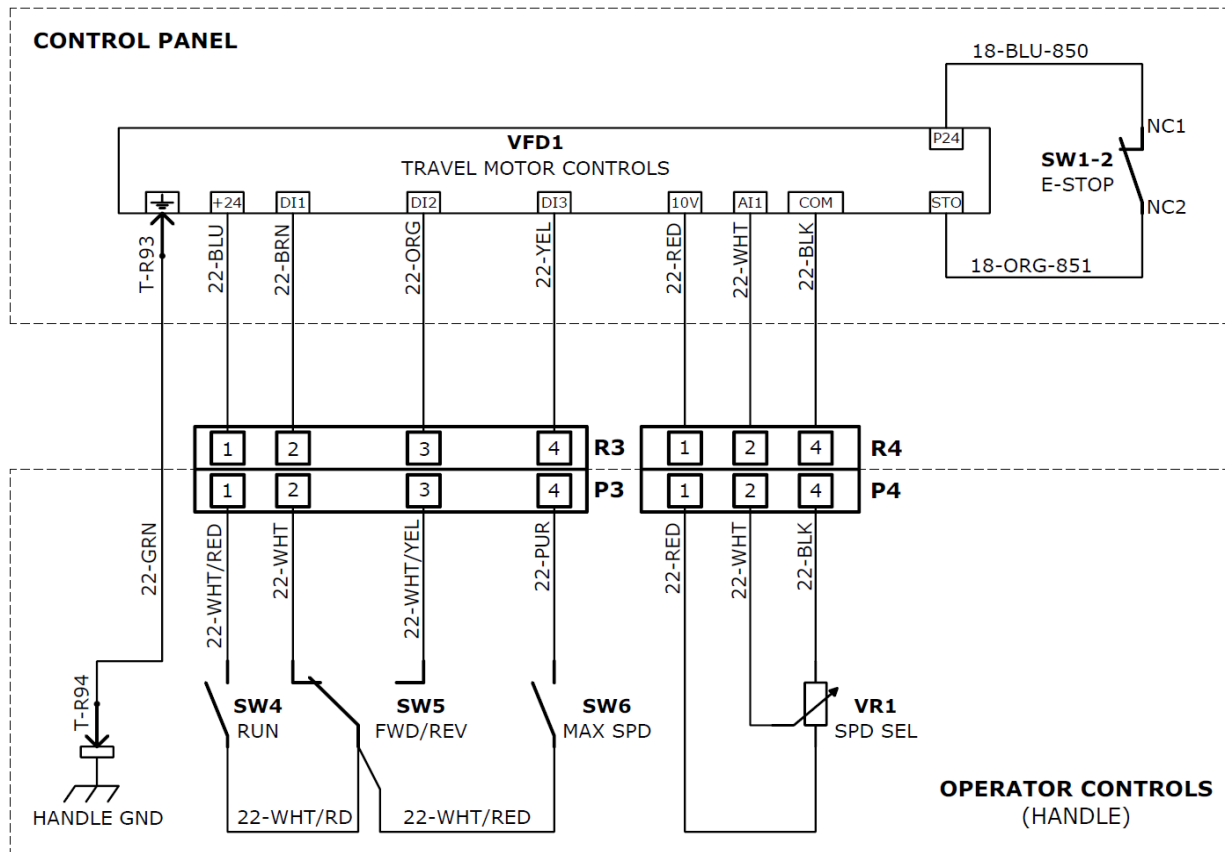 CONTROL PANEL
18-BLU-850
VFD1
TRAVEL MOTOR CONTROLS
P24
NC1
SW1-2
E-STOP
NC2
+24
DI1
DI2
DI3
10V
AI1
COM
STO
T-R93
22-BLU
22-BRN
22-ORG
22-YEL
22-RED
22-WHT
22-BLK
18-ORG-851
1
2
3
4
R3
1
2
4
R4
1
2
3
4
P3
1
2
4
P4
22-GRN
22-WHT/RED
22-WHT
22-WHT/YEL
22-PUR
22-RED
22-WHT
22-BLK
T-R94
SW4
RUN
SW5
FWD/REV
SW6
MAX SPD
VR1
SPD SEL
HANDLE GND
22-WHT/RD
22-WHT/RED
OPERATOR CONTROLS
(HANDLE)